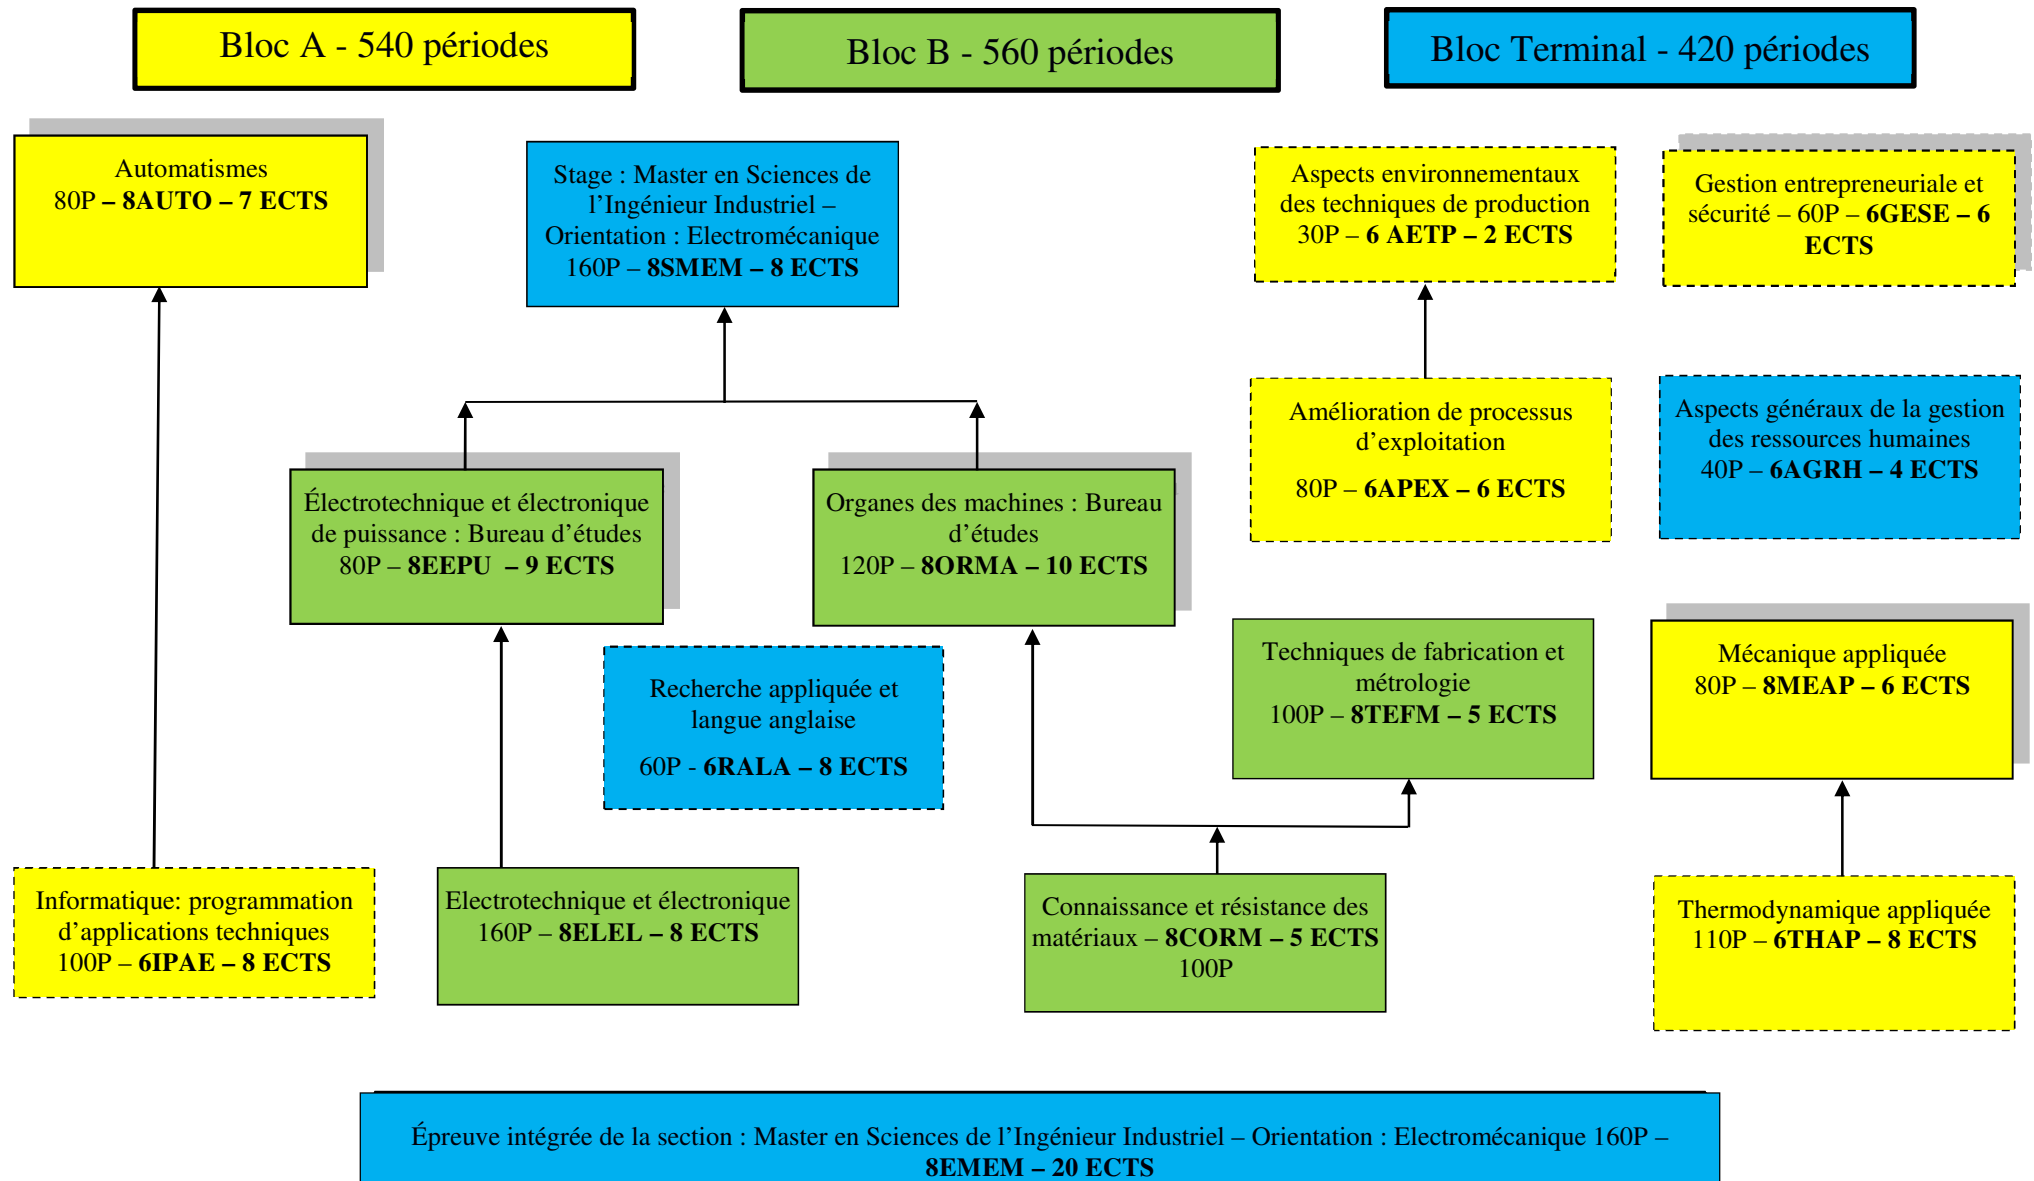 Bloc A - 540 périodes
Bloc B - 560 périodes
Bloc Terminal - 420 périodes
Automatismes
80P – 8AUTO – 7 ECTS
Stage : Master en Sciences de
l’Ingénieur Industriel –
Orientation : Electromécanique
160P – 8SMEM – 8 ECTS
Aspects environnementaux
des techniques de production
30P – 6 AETP – 2 ECTS
Gestion entrepreneuriale et
sécurité – 60P – 6GESE – 6
ECTS
Amélioration de processus
d’exploitation
80P – 6APEX – 6 ECTS
Aspects généraux de la gestion
des ressources humaines
40P – 6AGRH – 4 ECTS
Électrotechnique et électronique
de puissance : Bureau d’études
80P – 8EEPU – 9 ECTS
Organes des machines : Bureau
d’études
120P – 8ORMA – 10 ECTS
Recherche appliquée et
langue anglaise
60P - 6RALA – 8 ECTS
Techniques de fabrication et
métrologie
100P – 8TEFM – 5 ECTS
Mécanique appliquée
80P – 8MEAP – 6 ECTS
Informatique: programmation
d’applications techniques
100P – 6IPAE – 8 ECTS
Electrotechnique et électronique
160P – 8ELEL – 8 ECTS
Connaissance et résistance des
matériaux – 8CORM – 5 ECTS
100P
Thermodynamique appliquée
110P – 6THAP – 8 ECTS
Épreuve intégrée de la section : Master en Sciences de l’Ingénieur Industriel – Orientation : Electromécanique 160P –
8EMEM – 20 ECTS